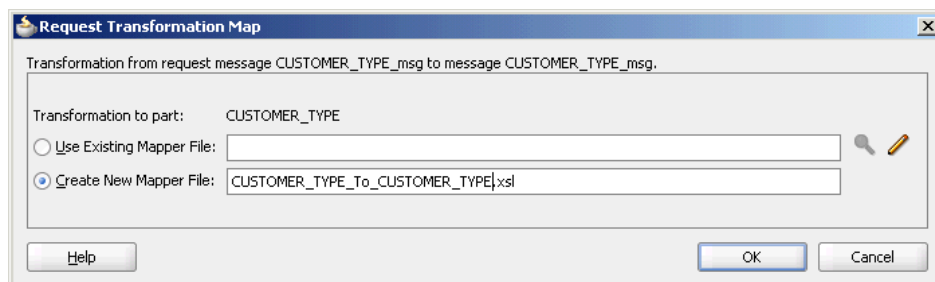 Request Transformation Map
Transformation from request message CUSTOMER_TYPE_msg to message CUSTOMER_TYPE_msg.
Transformation to part: CUSTOMER_TYPE
Use Existing Mapper File:
Create New Mapper File: CUSTOMER_TYPE_To_CUSTOMER_TYPE.xsl
Help OK Cancel